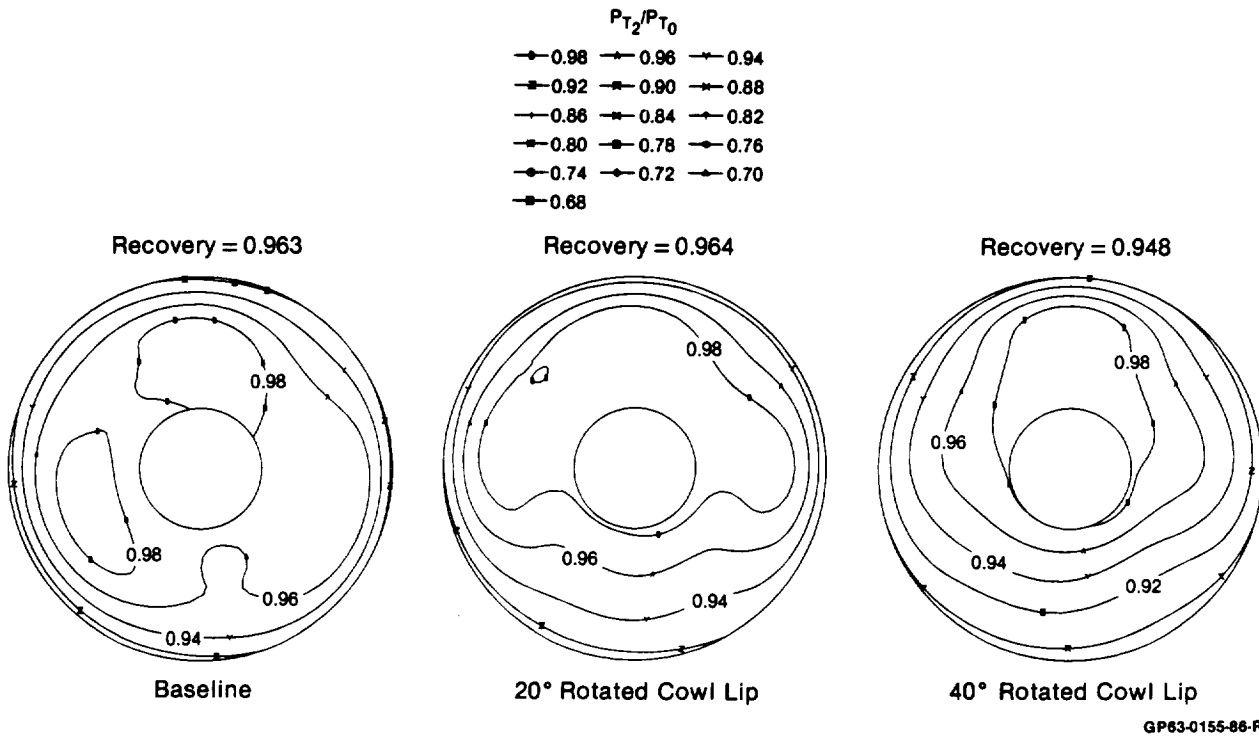 P_T2/P_T0
0.98 0.96 0.94
0.92 0.90 0.88
0.86 0.84 0.82
0.80 0.78 0.76
0.74 0.72 0.70
0.68
Recovery = 0.963
Recovery = 0.964
Recovery = 0.948
0.98
0.98
0.96
0.94
0.98
0.96
0.94
0.98
0.96
0.94
0.92
Baseline
20° Rotated Cowl Lip
40° Rotated Cowl Lip
GP63-0155-86-R